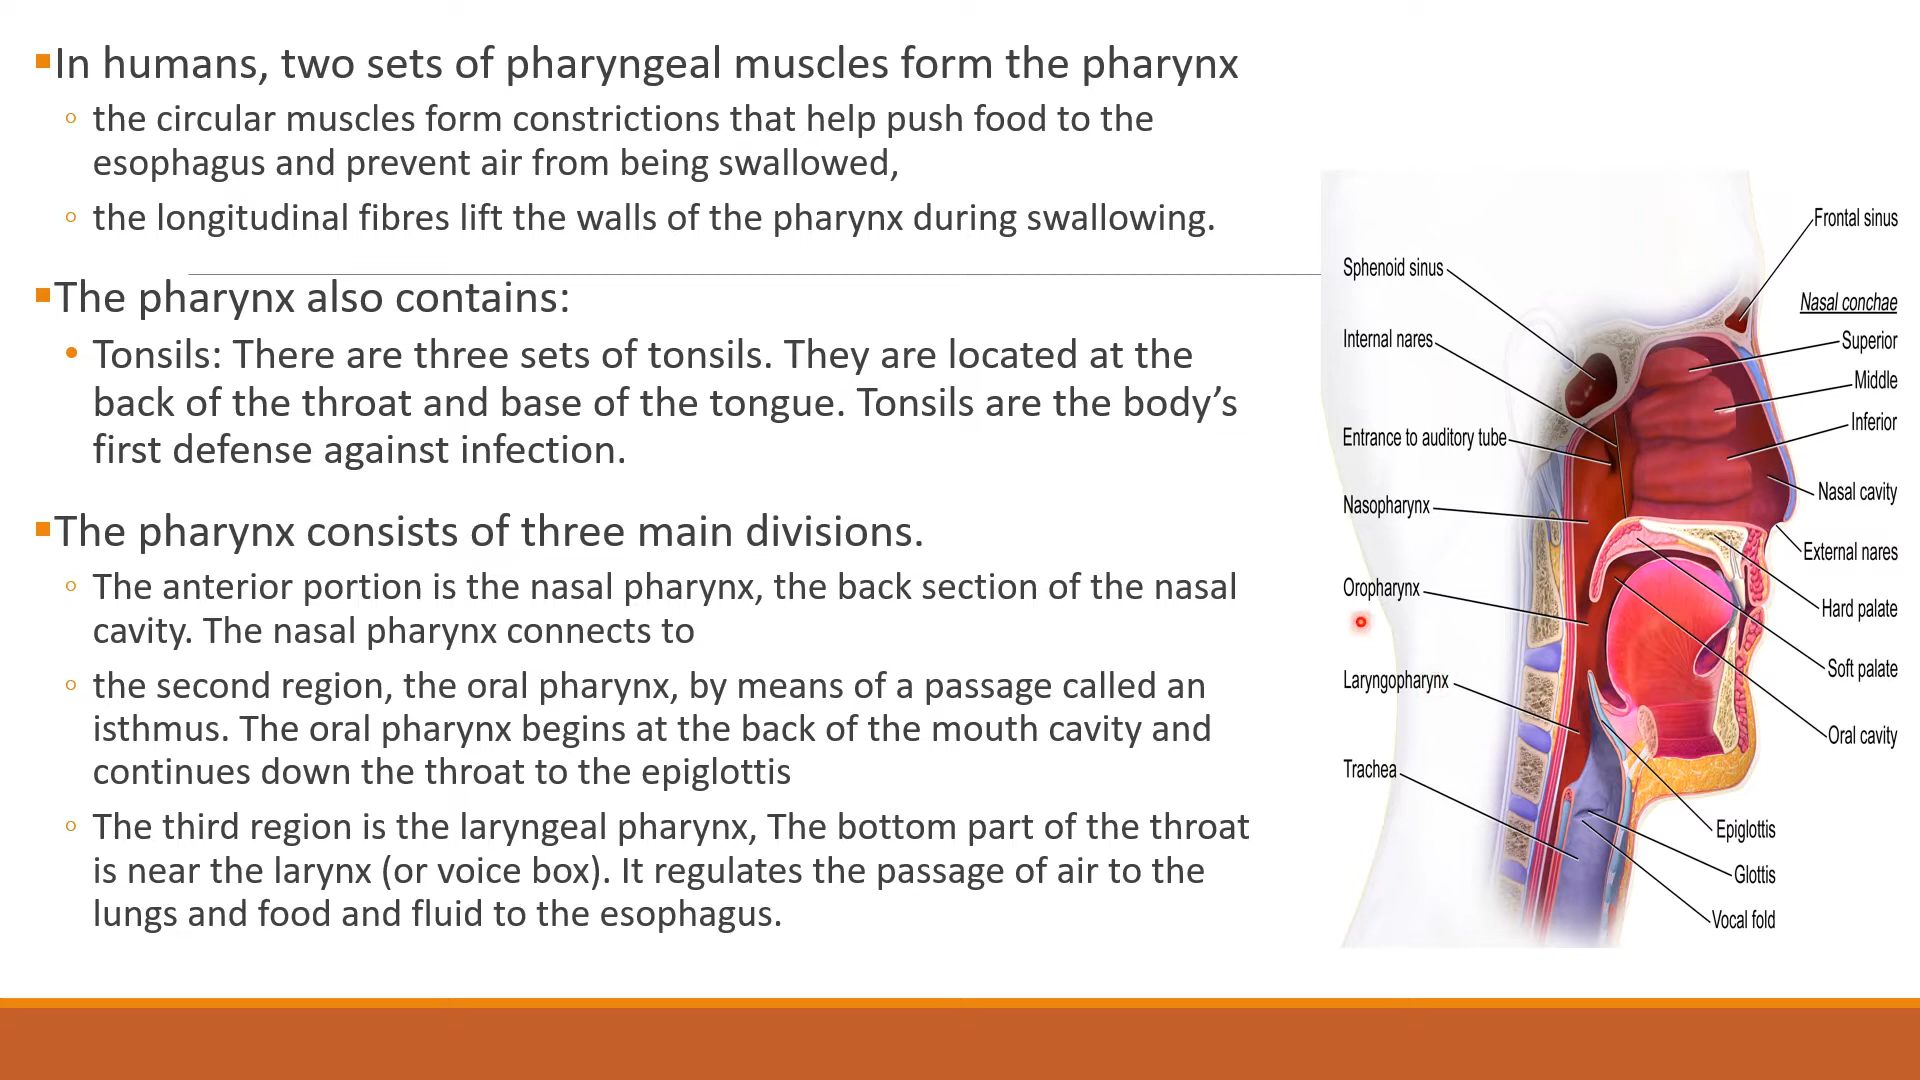 In humans, two sets of pharyngeal muscles form the pharynx
the circular muscles form constrictions that help push food to the
esophagus and prevent air from being swallowed,
the longitudinal fibres lift the walls of the pharynx during swallowing.
The pharynx also contains:
Tonsils: There are three sets of tonsils. They are located at the
back of the throat and base of the tongue. Tonsils are the body’s
first defense against infection.
The pharynx consists of three main divisions.
The anterior portion is the nasal pharynx, the back section of the nasal
cavity. The nasal pharynx connects to
the second region, the oral pharynx, by means of a passage called an
isthmus. The oral pharynx begins at the back of the mouth cavity and
continues down the throat to the epiglottis
The third region is the laryngeal pharynx, The bottom part of the throat
is near the larynx (or voice box). It regulates the passage of air to the
lungs and food and fluid to the esophagus.
Sphenoid sinus
Internal nares
Entrance to auditory tube
Nasopharynx
Oropharynx
Laryngopharynx
Trachea
Frontal sinus
Nasal conchae
Superior
Middle
Inferior
Nasal cavity
External nares
Hard palate
Soft palate
Oral cavity
Epiglottis
Glottis
Vocal fold